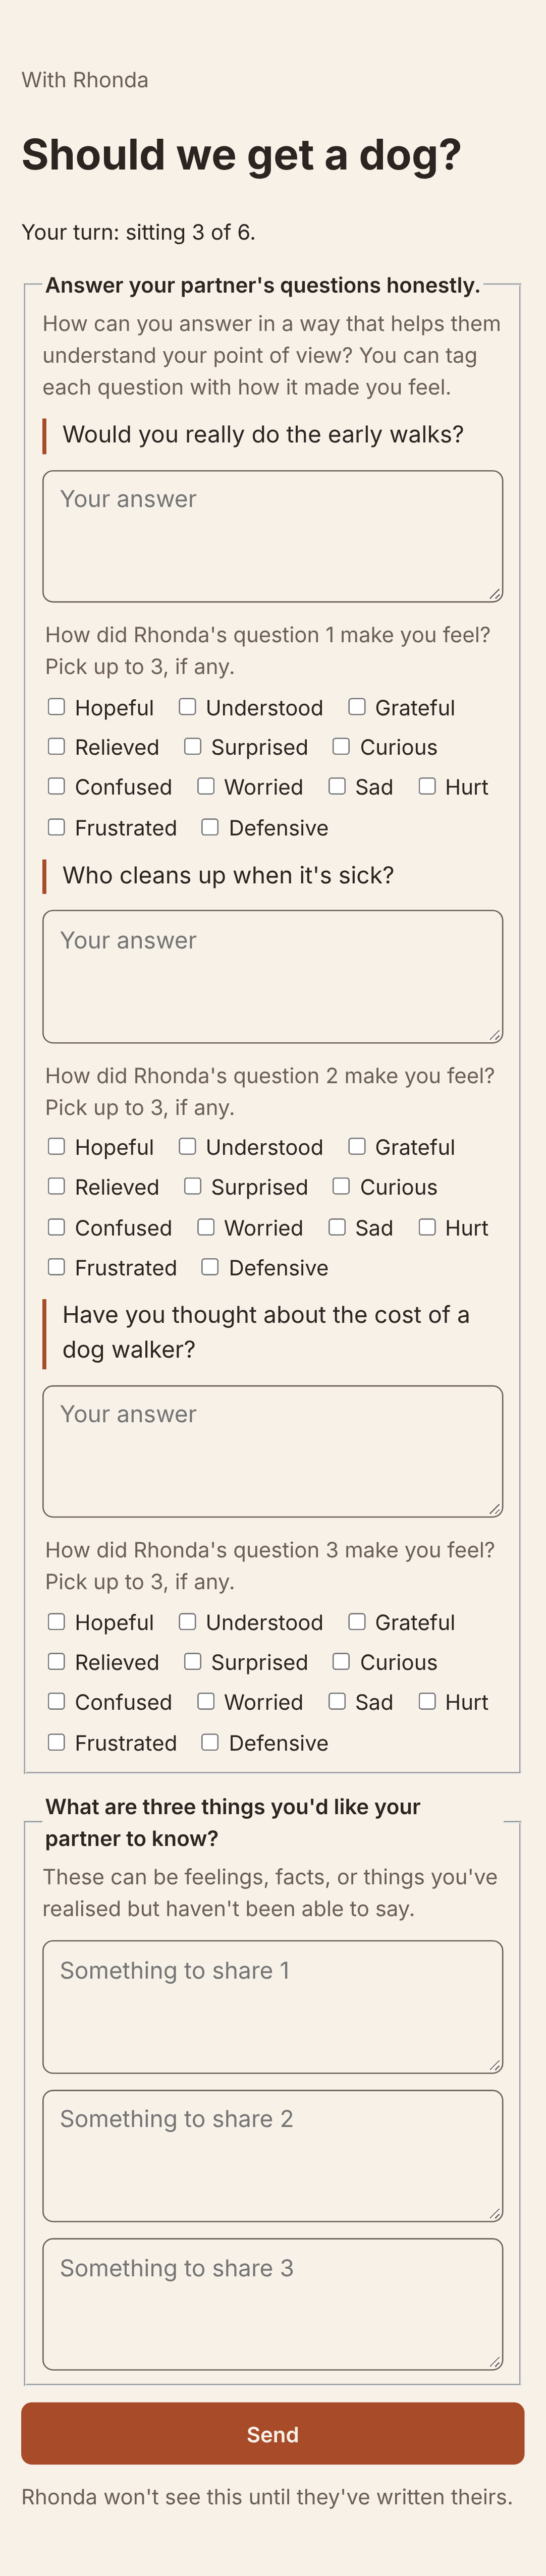 With Rhonda
Should we get a dog?
Your turn: sitting 3 of 6.
Answer your partner's questions honestly.
How can you answer in a way that helps them
understand your point of view? You can tag
each question with how it made you feel.
Would you really do the early walks?
Your answer
How did Rhonda's question 1 make you feel?
Pick up to 3, if any.
Hopeful Understood Grateful
Relieved Surprised Curious
Confused Worried Sad Hurt
Frustrated Defensive
Who cleans up when it's sick?
Your answer
How did Rhonda's question 2 make you feel?
Pick up to 3, if any.
Hopeful Understood Grateful
Relieved Surprised Curious
Confused Worried Sad Hurt
Frustrated Defensive
Have you thought about the cost of a
dog walker?
Your answer
How did Rhonda's question 3 make you feel?
Pick up to 3, if any.
Hopeful Understood Grateful
Relieved Surprised Curious
Confused Worried Sad Hurt
Frustrated Defensive
What are three things you'd like your
partner to know?
These can be feelings, facts, or things you've
realised but haven't been able to say.
Something to share 1
Something to share 2
Something to share 3
Send
Rhonda won't see this until they've written theirs.